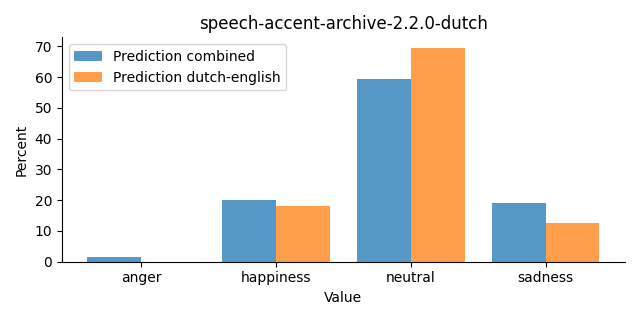 speech-accent-archive-2.2.0-dutch
Prediction combined
Prediction dutch-english
Percent
70
60
50
40
30
20
10
0
anger happiness neutral sadness
Value